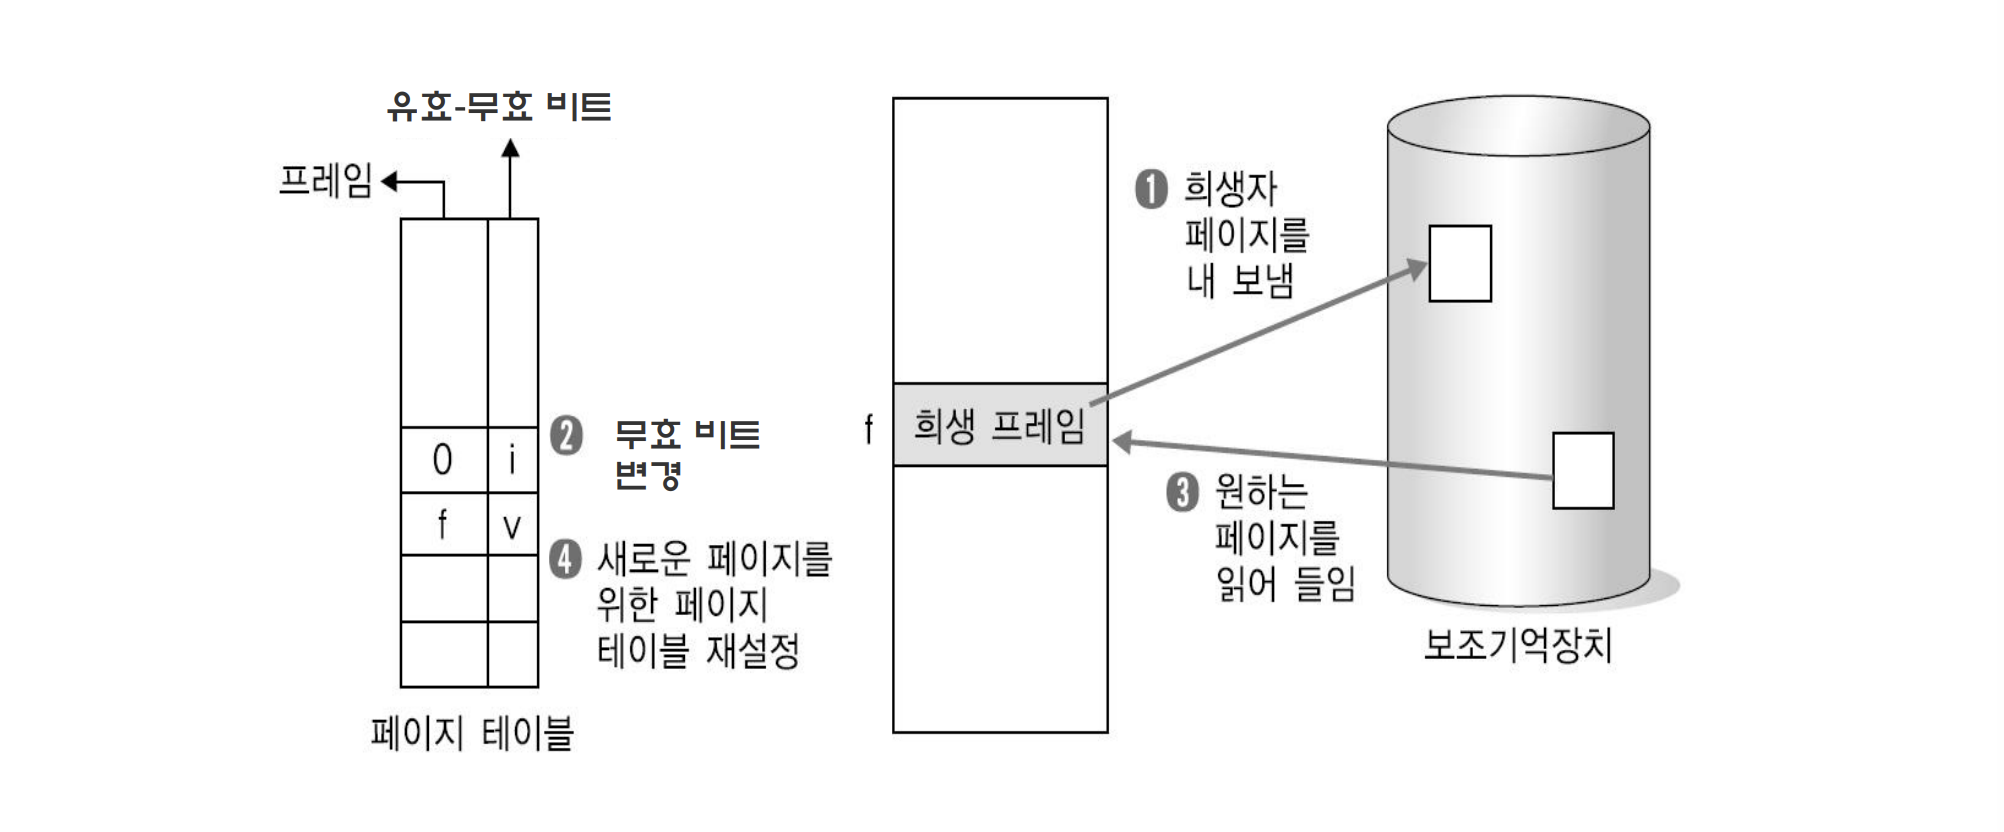 유효-무효 비트
프레임
0 i
f v
❷ 무효 비트
변경
❹ 새로운 페이지를
위한 페이지
테이블 재설정
페이지 테이블
f 희생 프레임
❶ 희생자
페이지를
내 보냄
❸ 원하는
페이지를
읽어 들임
보조기억장치